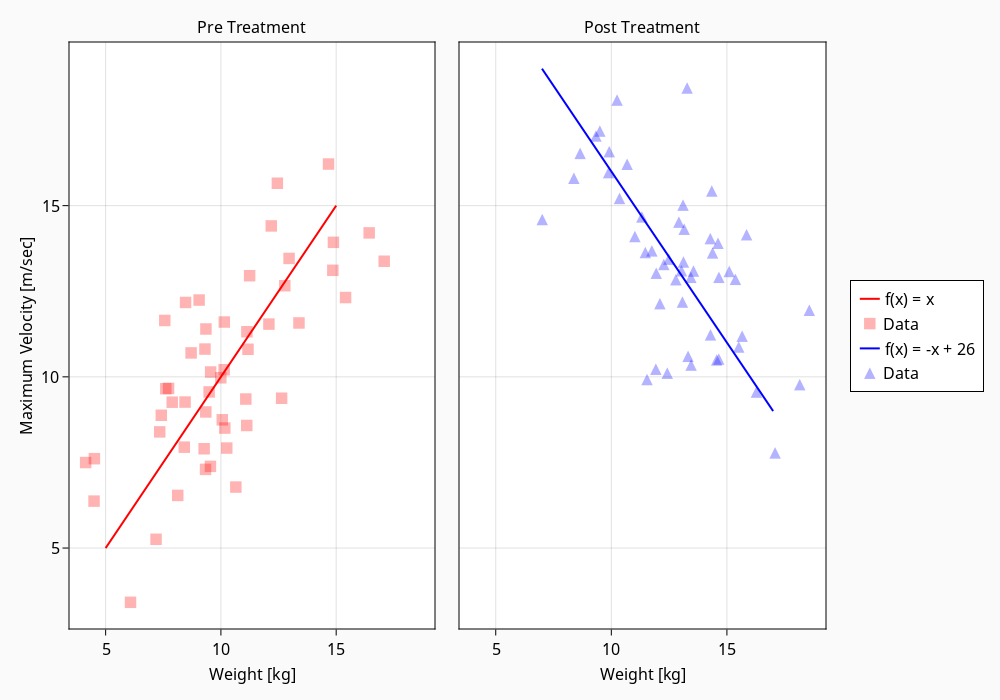 Pre Treatment
Post Treatment
Maximum Velocity [m/sec]
15
10
5
5 10 15
5 10 15
Weight [kg]
Weight [kg]
f(x) = x
Data
f(x) = -x + 26
Data